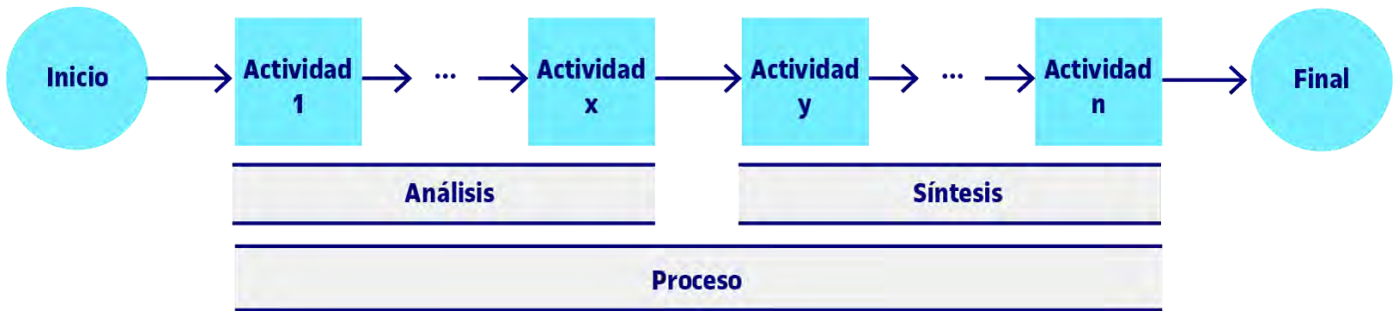 Inicio
Actividad
1
...
Actividad
x
Actividad
y
...
Actividad
n
Final
Análisis
Síntesis
Proceso